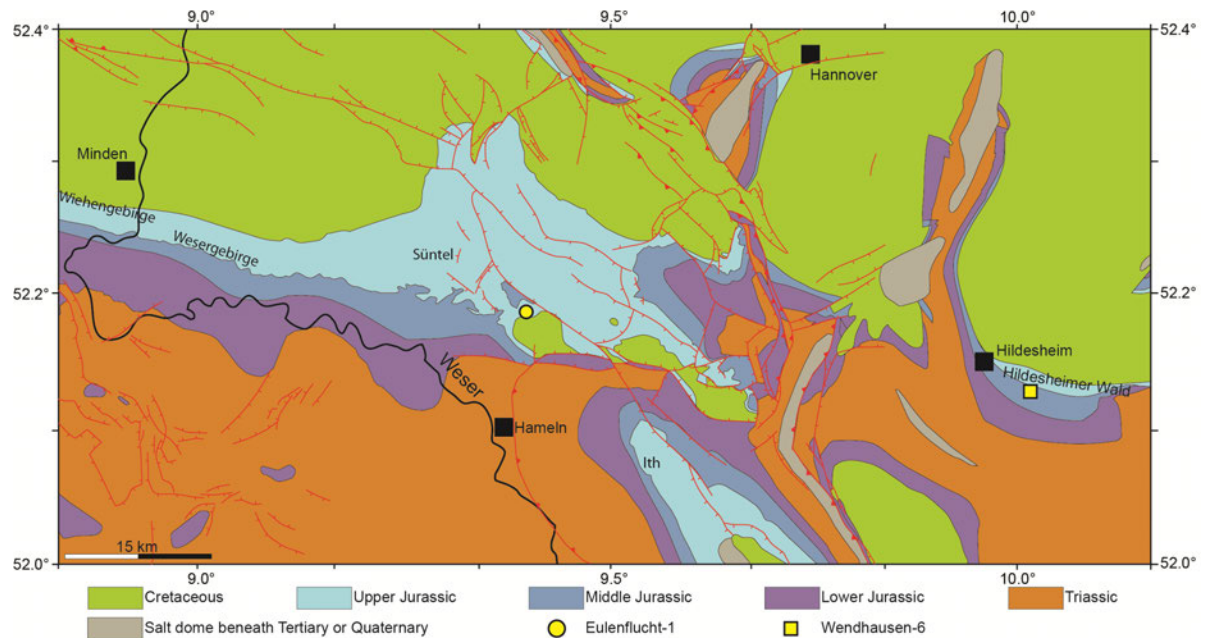 9.0°
9.5°
10.0°
52.4°
52.4°
Hannover
Minden
Wiehengebirge
Wesergebirge
Süntel
52.2°
52.2°
Hildesheim
Hildesheimer Wald
Weser
Hameln
Ith
15 km
52.0°
52.0°
9.0°
9.5°
10.0°
Cretaceous
Upper Jurassic
Middle Jurassic
Lower Jurassic
Triassic
Salt dome beneath Tertiary or Quaternary
Eulenflucht-1
Wendhausen-6